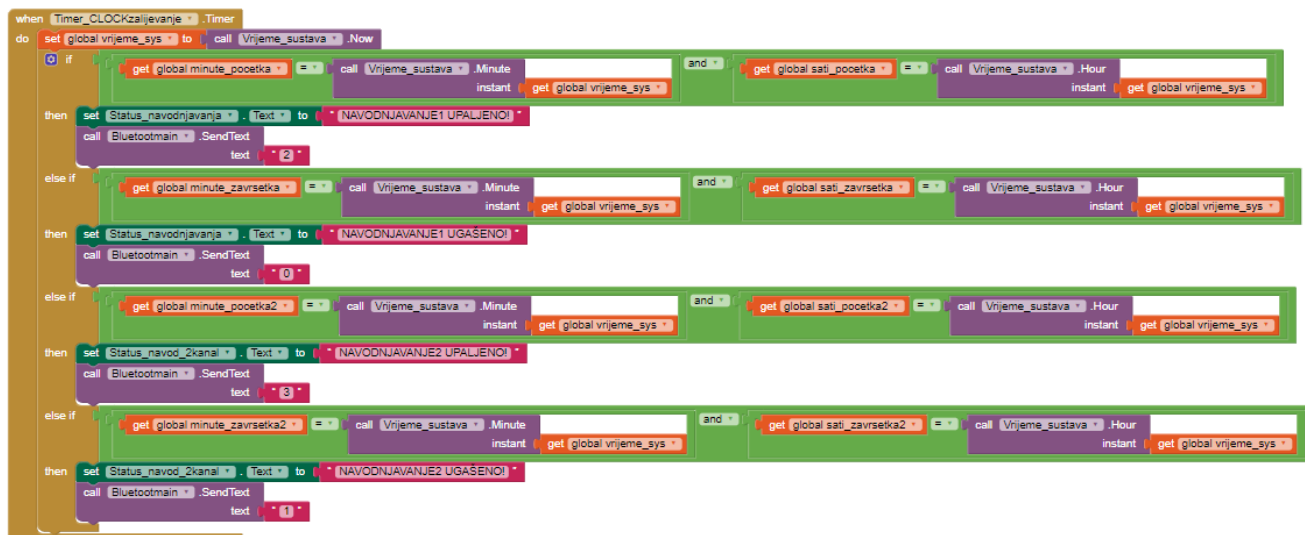 when Timer_CLOCKzalijevanje .Timer
do set global vrijeme_sys to call Vrijeme_sustava .Now
if get global minute_pocetka = call Vrijeme_sustava .Minute and get global sati_pocetka = call Vrijeme_sustava .Hour
instant get global vrijeme_sys instant get global vrijeme_sys
then set Status_navodnjavanja . Text to " NAVODNJAVANJE1 UPALJENO! "
call Bluetootmain .SendText
text " 2 "
else if get global minute_zavrsetka = call Vrijeme_sustava .Minute and get global sati_zavrsetka = call Vrijeme_sustava .Hour
instant get global vrijeme_sys instant get global vrijeme_sys
then set Status_navodnjavanja . Text to " NAVODNJAVANJE1 UGAŠENO! "
call Bluetootmain .SendText
text " 0 "
else if get global minute_pocetka2 = call Vrijeme_sustava .Minute and get global sati_pocetka2 = call Vrijeme_sustava .Hour
instant get global vrijeme_sys instant get global vrijeme_sys
then set Status_navod_2kanal . Text to " NAVODNJAVANJE2 UPALJENO! "
call Bluetootmain .SendText
text " 3 "
else if get global minute_zavrsetka2 = call Vrijeme_sustava .Minute and get global sati_zavrsetka2 = call Vrijeme_sustava .Hour
instant get global vrijeme_sys instant get global vrijeme_sys
then set Status_navod_2kanal . Text to " NAVODNJAVANJE2 UGAŠENO! "
call Bluetootmain .SendText
text " 1 "